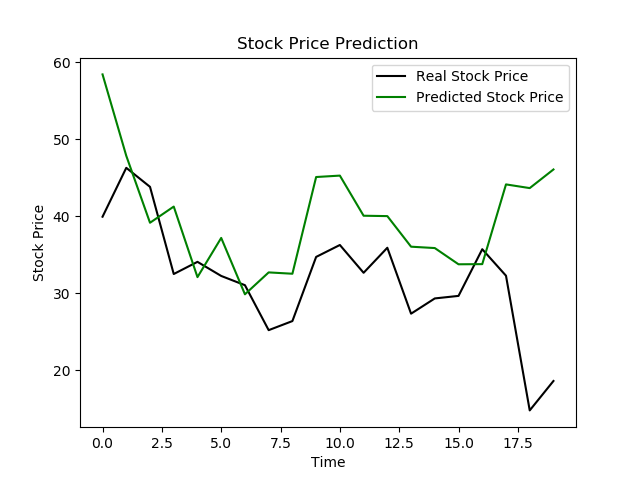 Stock Price Prediction
Real Stock Price
Predicted Stock Price
Stock Price
60
50
40
30
20
0.0 2.5 5.0 7.5 10.0 12.5 15.0 17.5
Time